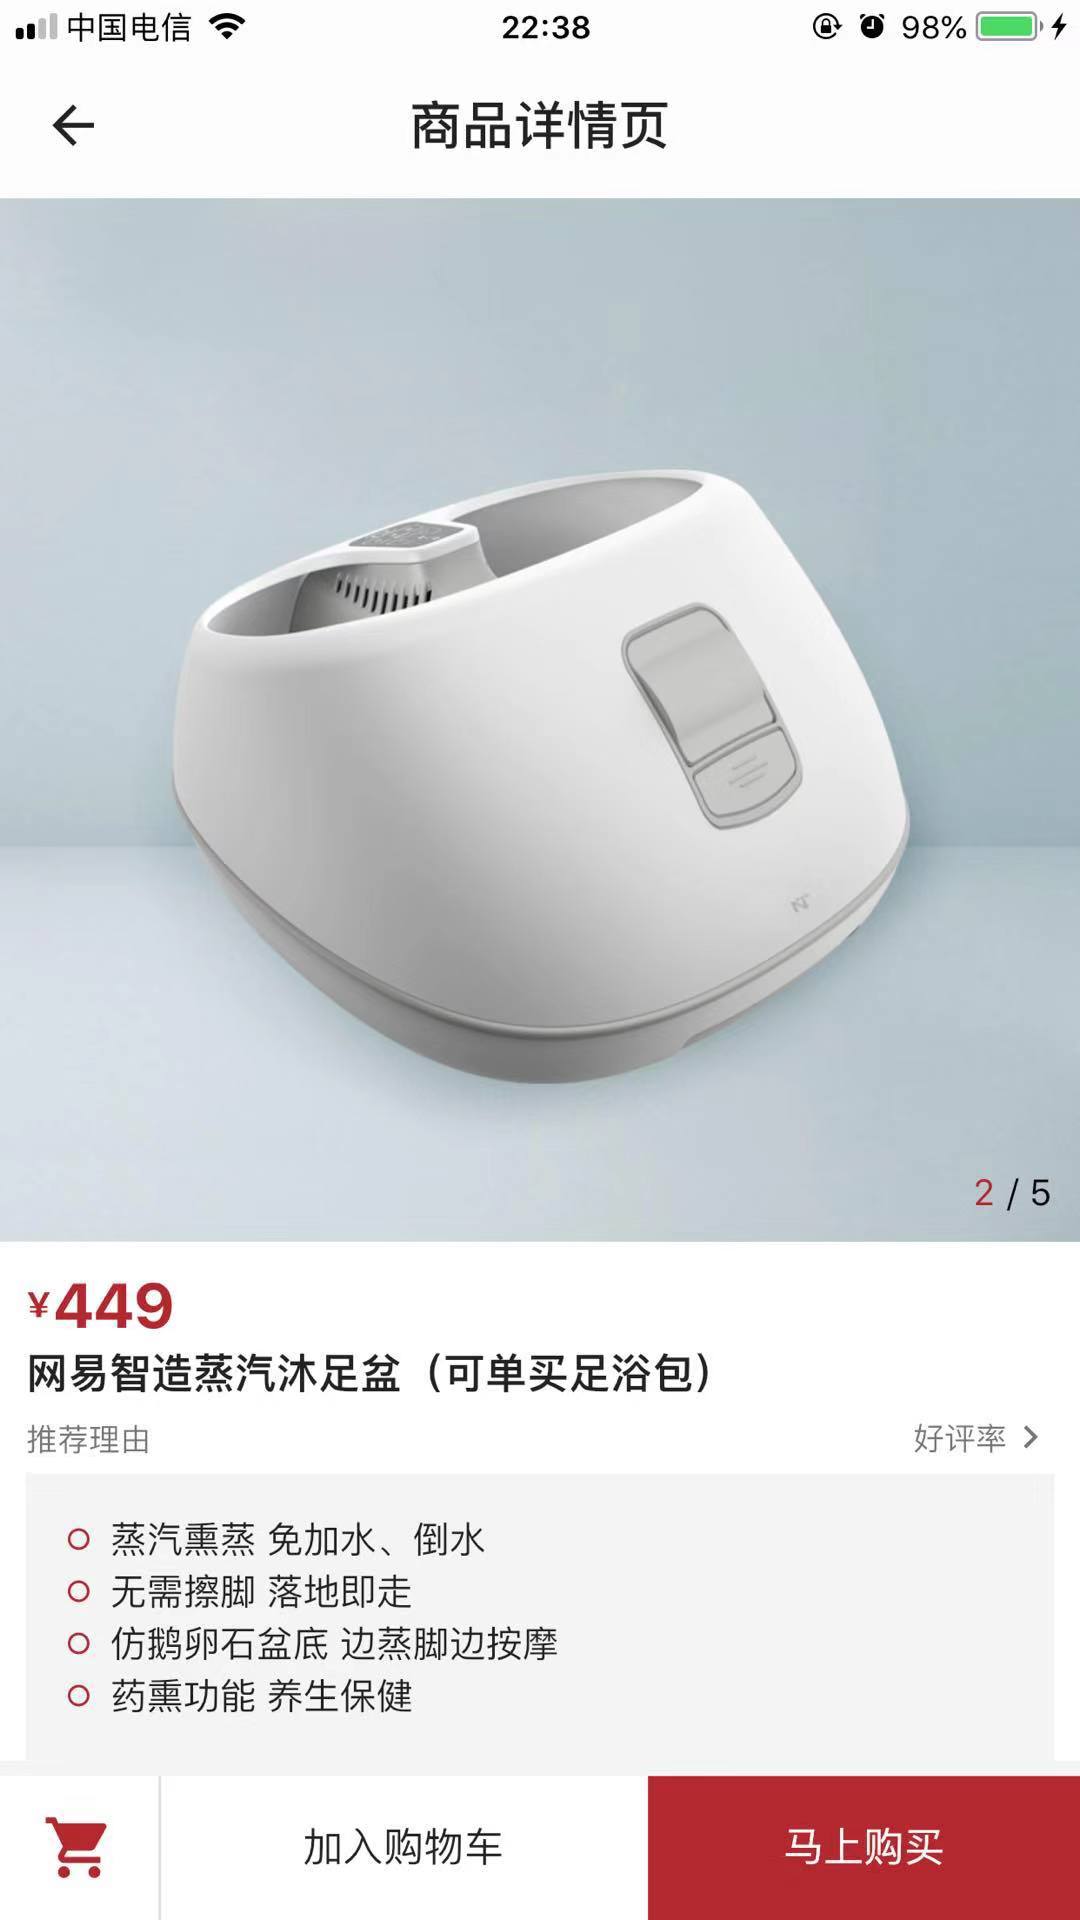 中国电信
22:38
98%
商品详情页
2 / 5
¥449
网易智造蒸汽沐足盆（可单买足浴包）
推荐理由
好评率
蒸汽熏蒸 免加水、倒水
无需擦脚 落地即走
仿鹅卵石盆底 边蒸脚边按摩
药熏功能 养生保健
加入购物车
马上购买